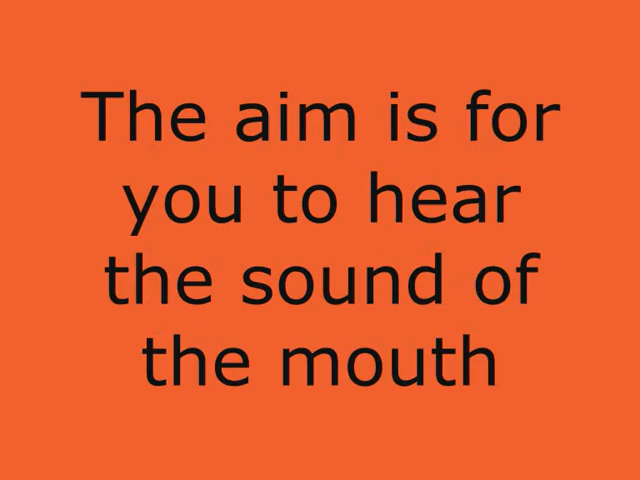 The aim is for
you to hear
the sound of
the mouth